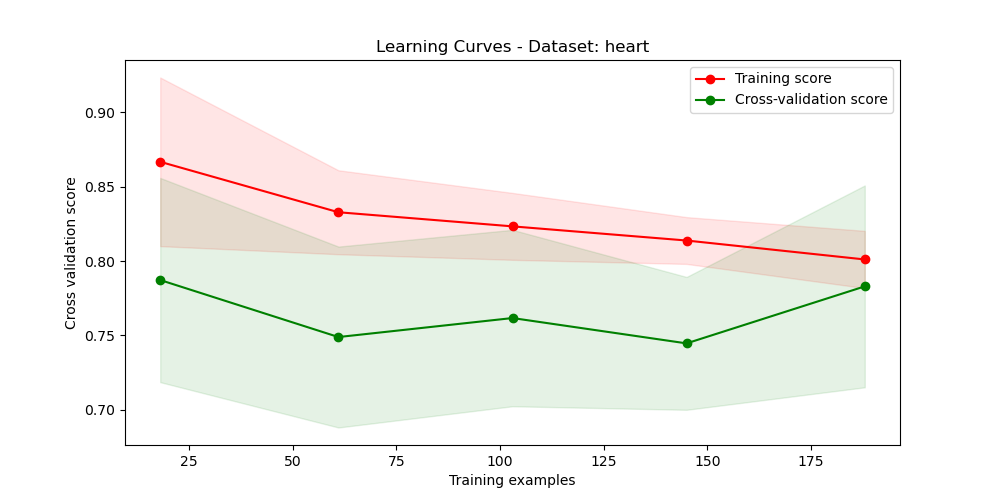 Learning Curves - Dataset: heart
Training score
Cross-validation score
Cross validation score
0.90
0.85
0.80
0.75
0.70
25
50
75
100
125
150
175
Training examples